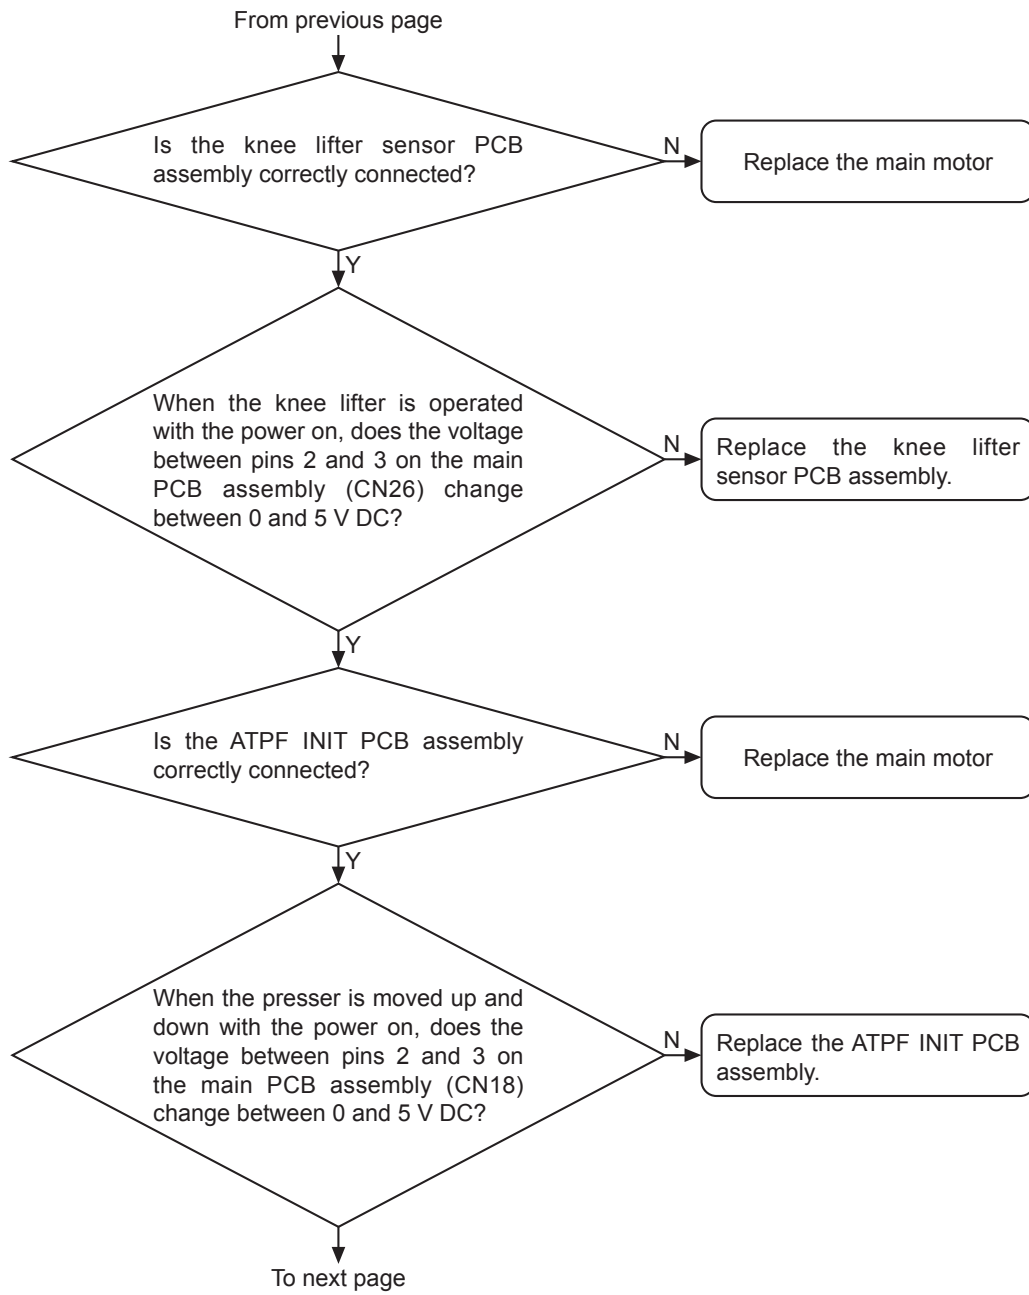 From previous page
Is the knee lifter sensor PCB
assembly correctly connected?
N
Replace the main motor
Y
When the knee lifter is operated
with the power on, does the voltage
between pins 2 and 3 on the main
PCB assembly (CN26) change
between 0 and 5 V DC?
N
Replace the knee lifter
sensor PCB assembly.
Y
Is the ATPF INIT PCB assembly
correctly connected?
N
Replace the main motor
Y
When the presser is moved up and
down with the power on, does the
voltage between pins 2 and 3 on
the main PCB assembly (CN18)
change between 0 and 5 V DC?
N
Replace the ATPF INIT PCB
assembly.
To next page